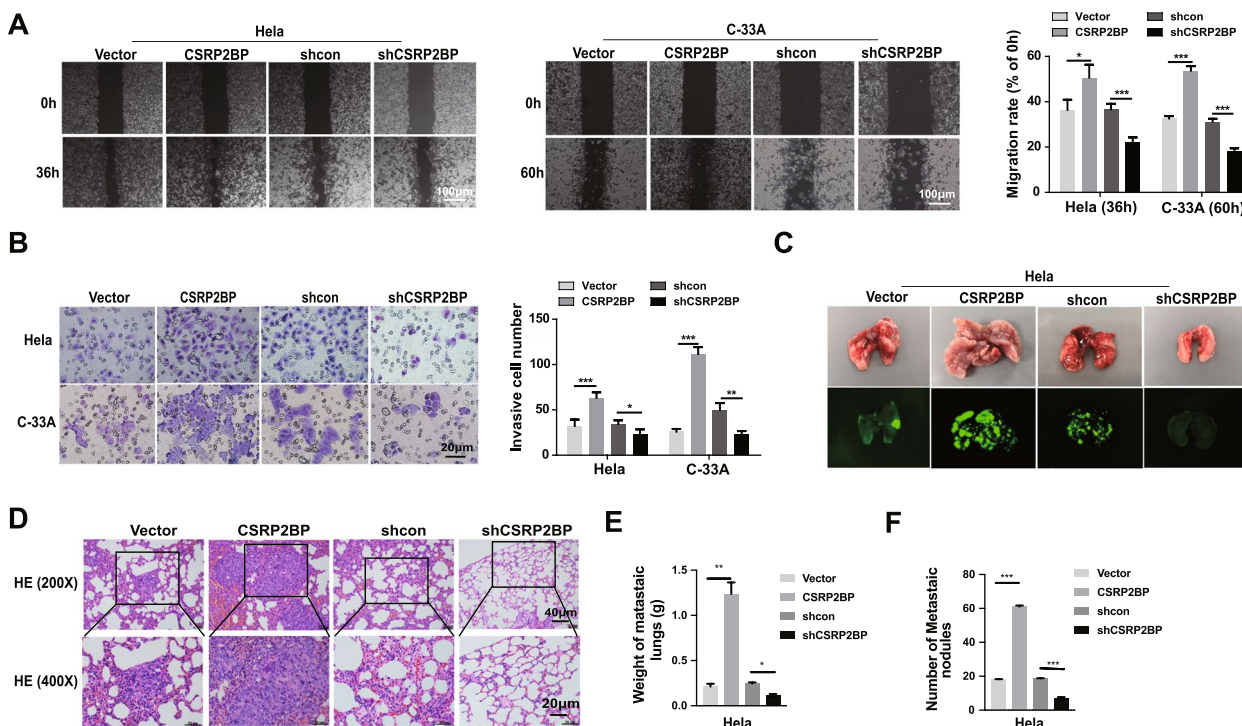 A
Hela
Vector CSRP2BP shcon shCSRP2BP
0h
36h
100μm
C-33A
Vector CSRP2BP shcon shCSRP2BP
0h
60h
100μm
Vector shcon
CSRP2BP shCSRP2BP
Migration rate (% of 0h)
60
40
20
0
* *** *** ***
Hela (36h) C-33A (60h)
B
Vector CSRP2BP shcon shCSRP2BP
Hela
C-33A
20μm
Vector shcon
CSRP2BP shCSRP2BP
Invasive cell number
150
100
50
0
*** * *** **
Hela C-33A
C
Hela
Vector CSRP2BP shcon shCSRP2BP
D
Vector CSRP2BP shcon shCSRP2BP
HE (200X)
40μm
HE (400X)
20μm
E
Weight of matastaic
lungs (g)
1.5
1.0
0.5
0.0
** *
Hela
Vector
CSRP2BP
shcon
shCSRP2BP
F
Number of Metastatic
nodules
80
60
40
20
0
*** ***
Hela
Vector
CSRP2BP
shcon
shCSRP2BP